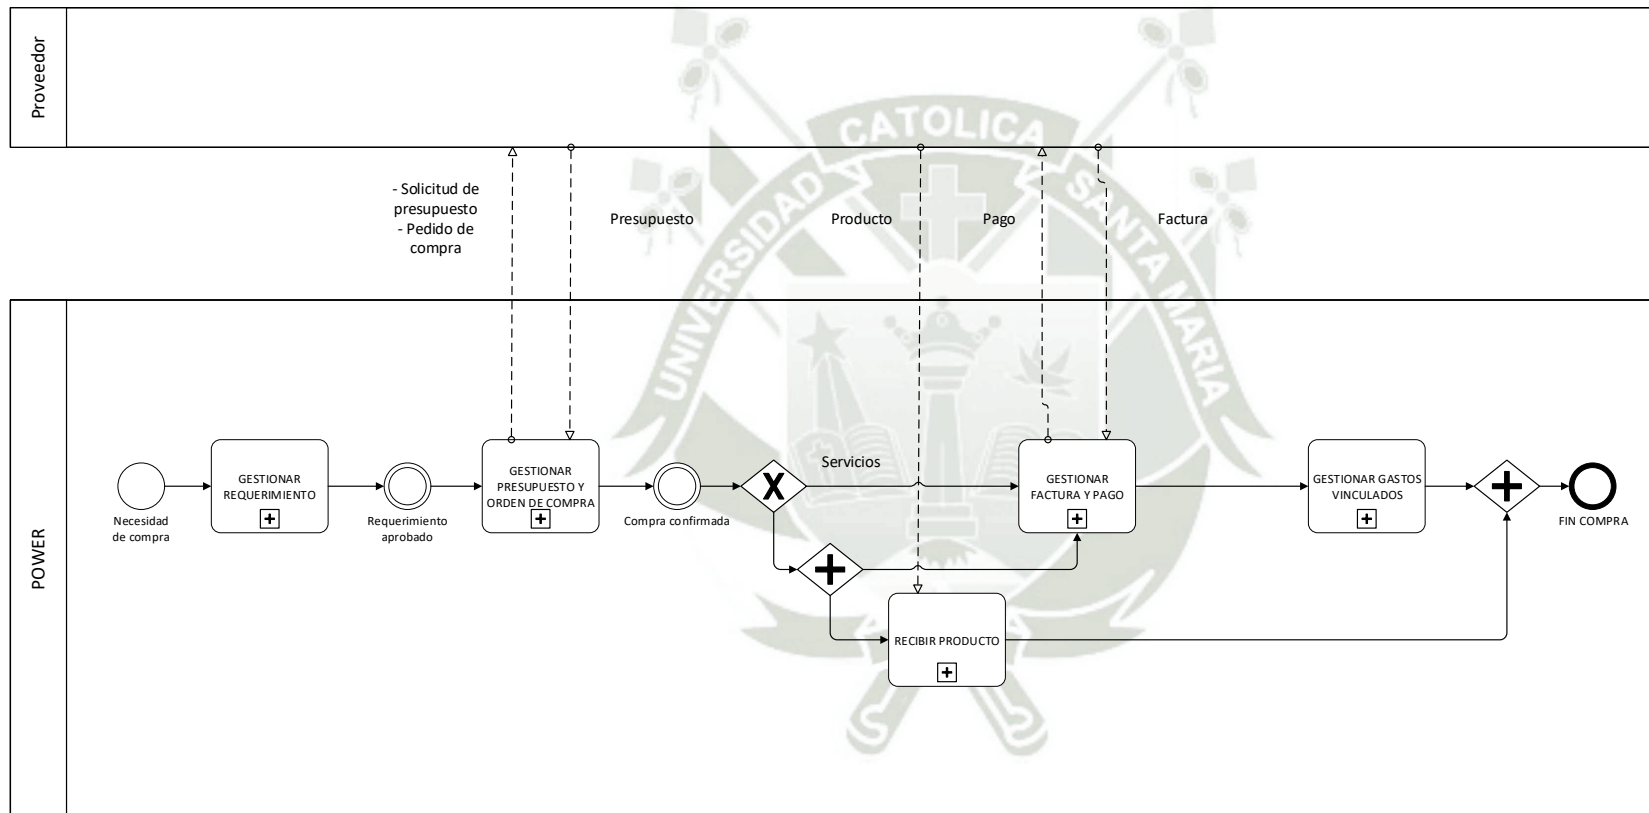 Proveedor
CATOLICA
UNIVERSIDAD
SANTA MARIA
- Solicitud de
presupuesto
- Pedido de
compra
Presupuesto
Producto
Pago
Factura
POWER
Necesidad
de compra
GESTIONAR
REQUERIMIENTO
Requerimiento
aprobado
GESTIONAR
PRESUPUESTO Y
ORDEN DE COMPRA
Compra confirmada
X
Servicios
GESTIONAR
FACTURA Y PAGO
RECIBIR PRODUCTO
GESTIONAR GASTOS
VINCULADOS
FIN COMPRA